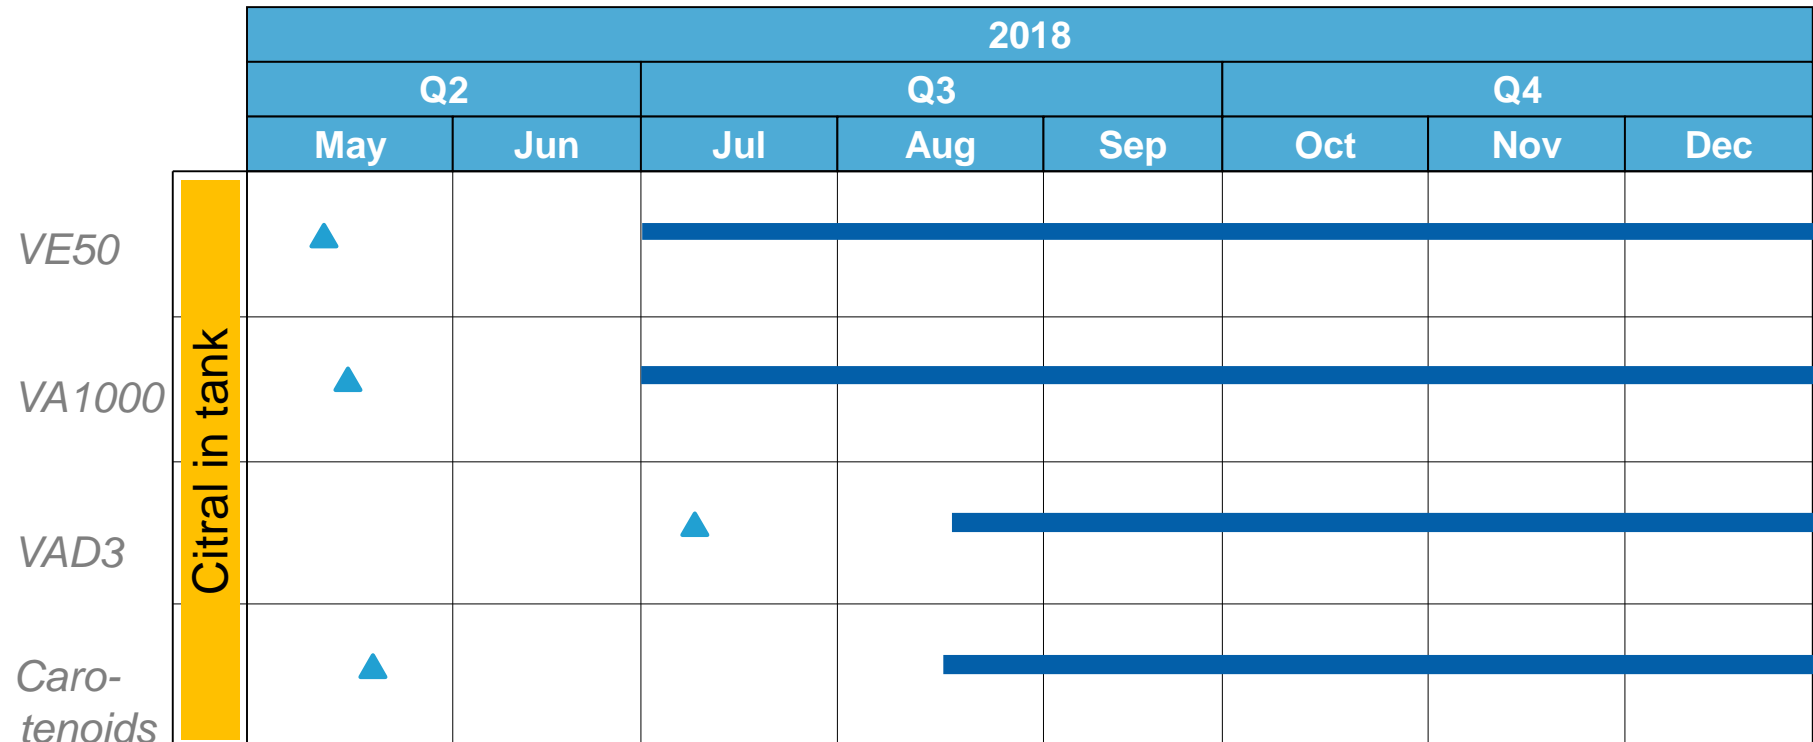 2018
Q2 Q3 Q4
May Jun Jul Aug Sep Oct Nov Dec
Citral in tank
VE50
VA1000
VAD3
Caro-
tenoids